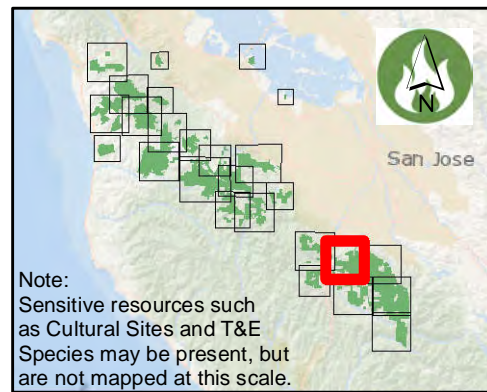 N
San Jose
Note:
Sensitive resources such
as Cultural Sites and T&E
Species may be present, but
are not mapped at this scale.